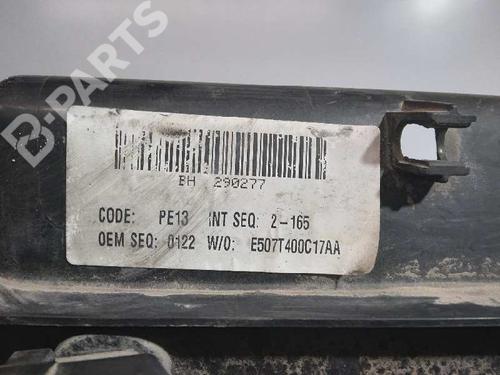 B-PARTS
BH 290277
CODE: PE13 INT SEQ: 2-165
OEM SEQ: 0122 W/O: E507T400C17AA